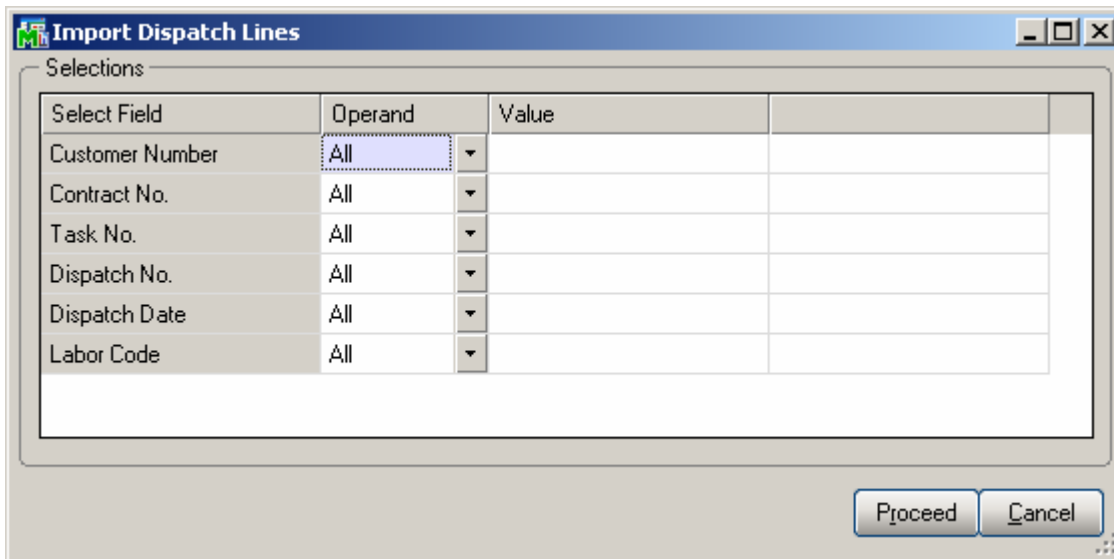 Import Dispatch Lines
Selections
Select Field Operand Value
Customer Number All
Contract No. All
Task No. All
Dispatch No. All
Dispatch Date All
Labor Code All
Proceed Cancel